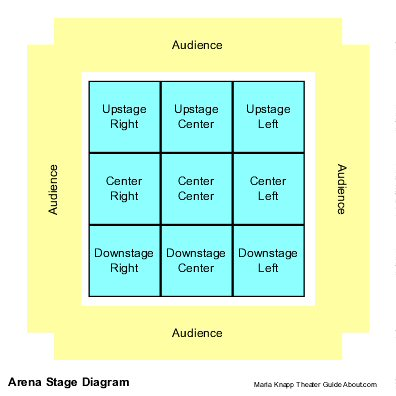 Audience
Upstage
Right
Upstage
Center
Upstage
Left
Audience
Center
Right
Center
Center
Center
Left
Audience
Downstage
Right
Downstage
Center
Downstage
Left
Audience
Arena Stage Diagram
Maria Knapp Theater Guide About.com